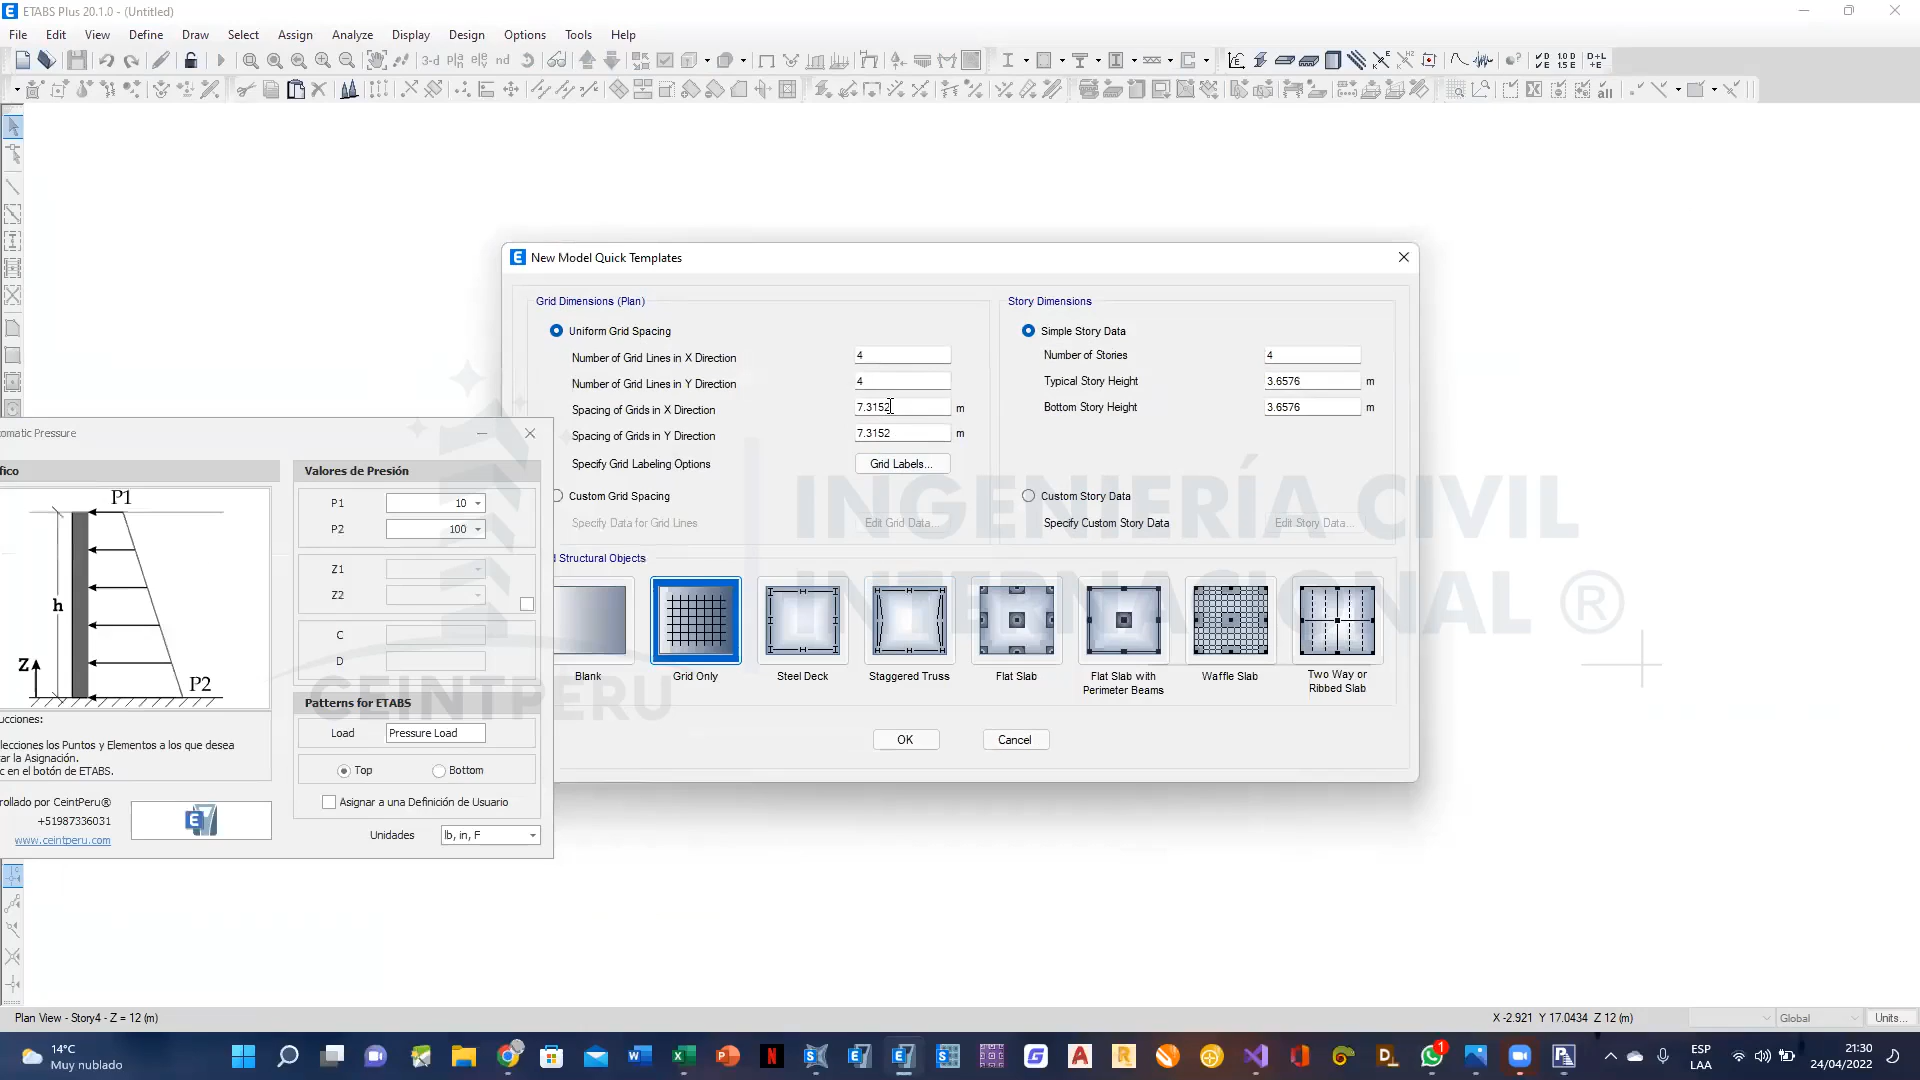 ETABS Plus 20.1.0 - (Untitled)
File Edit View Define Draw Select Assign Analyze Display Design Options Tools Help
New Model Quick Templates
Grid Dimensions (Plan)
Uniform Grid Spacing
Number of Grid Lines in X Direction 4
Number of Grid Lines in Y Direction 4
Spacing of Grids in X Direction 7.3152 m
Spacing of Grids in Y Direction 7.3152 m
Specify Grid Labeling Options Grid Labels...
Custom Grid Spacing
Specify Data for Grid Lines Edit Grid Data...
Story Dimensions
Simple Story Data
Number of Stories 4
Typical Story Height 3.6576 m
Bottom Story Height 3.6576 m
Custom Story Data
Specify Custom Story Data Edit Story Data...
d Structural Objects
Blank
Grid Only
Steel Deck
Staggered Truss
Flat Slab
Flat Slab with
Perimeter Beams
Waffle Slab
Two Way or
Ribbed Slab
OK Cancel
omatic Pressure
fico
P1
h
Z
P2
ucciones:
lecciones los Puntos y Elementos a los que desea
ar la Asignación.
c en el botón de ETABS.
rollado por CeintPeru®
+51987336031
www.ceintperu.com
Valores de Presión
P1 10
P2 100
Z1
Z2
C
D
Patterns for ETABS
Load Pressure Load
Top Bottom
Asignar a una Definición de Usuario
Unidades lb, in, F
INGENIERÍA CIVIL
INTERNACIONAL ®
CEINTPERU
Plan View - Story4 - Z = 12 (m)
X -2.921 Y 17.0434 Z 12 (m)
Global
Units...
14°C
Muy nublado
ESP
LAA
21:30
24/04/2022